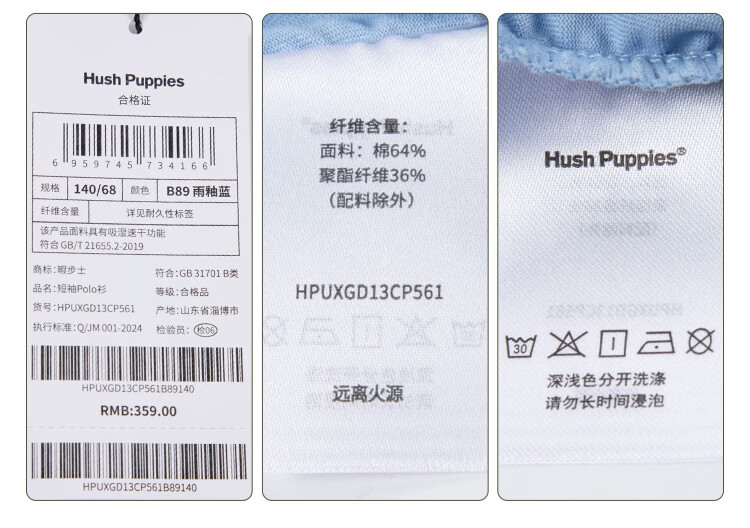 Hush Puppies
合格证
6 959745 734166
规格 140/68 颜色 B89 雨釉蓝
纤维含量 详见耐久性标签
该产品面料具有吸湿速干功能
符合GB/T 21655.2-2019
商标:暇步士 符合:GB 31701 B类
品名:短袖Polo衫 等级:合格品
货号:HPUXGD13CP561 产地:山东省淄博市
执行标准:Q/JM 001-2024 检验员:检06
HPUXGD13CP561B89140
RMB:359.00
HPUXGD13CP561B89140
纤维含量:
面料:棉64%
聚酯纤维36%
(配料除外)
HPUXGD13CP561
远离火源
Hush Puppies®
30
深浅色分开洗涤
请勿长时间浸泡